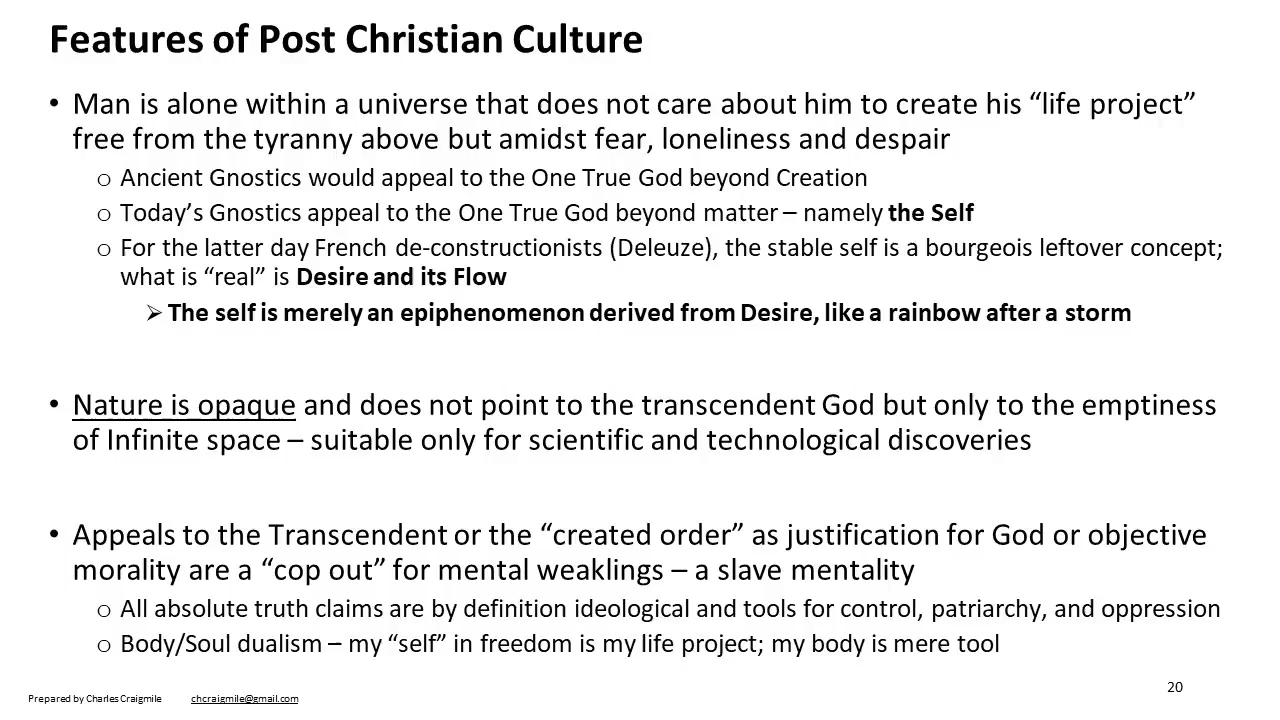 Features of Post Christian Culture
• Man is alone within a universe that does not care about him to create his “life project”
free from the tyranny above but amidst fear, loneliness and despair
o Ancient Gnostics would appeal to the One True God beyond Creation
o Today’s Gnostics appeal to the One True God beyond matter – namely the Self
o For the latter day French de-constructionists (Deleuze), the stable self is a bourgeois leftover concept;
what is “real” is Desire and its Flow
➢ The self is merely an epiphenomenon derived from Desire, like a rainbow after a storm
• Nature is opaque and does not point to the transcendent God but only to the emptiness
of Infinite space – suitable only for scientific and technological discoveries
• Appeals to the Transcendent or the “created order” as justification for God or objective
morality are a “cop out” for mental weaklings – a slave mentality
o All absolute truth claims are by definition ideological and tools for control, patriarchy, and oppression
o Body/Soul dualism – my “self” in freedom is my life project; my body is mere tool
Prepared by Charles Craigmile chcraigmile@gmail.com
20